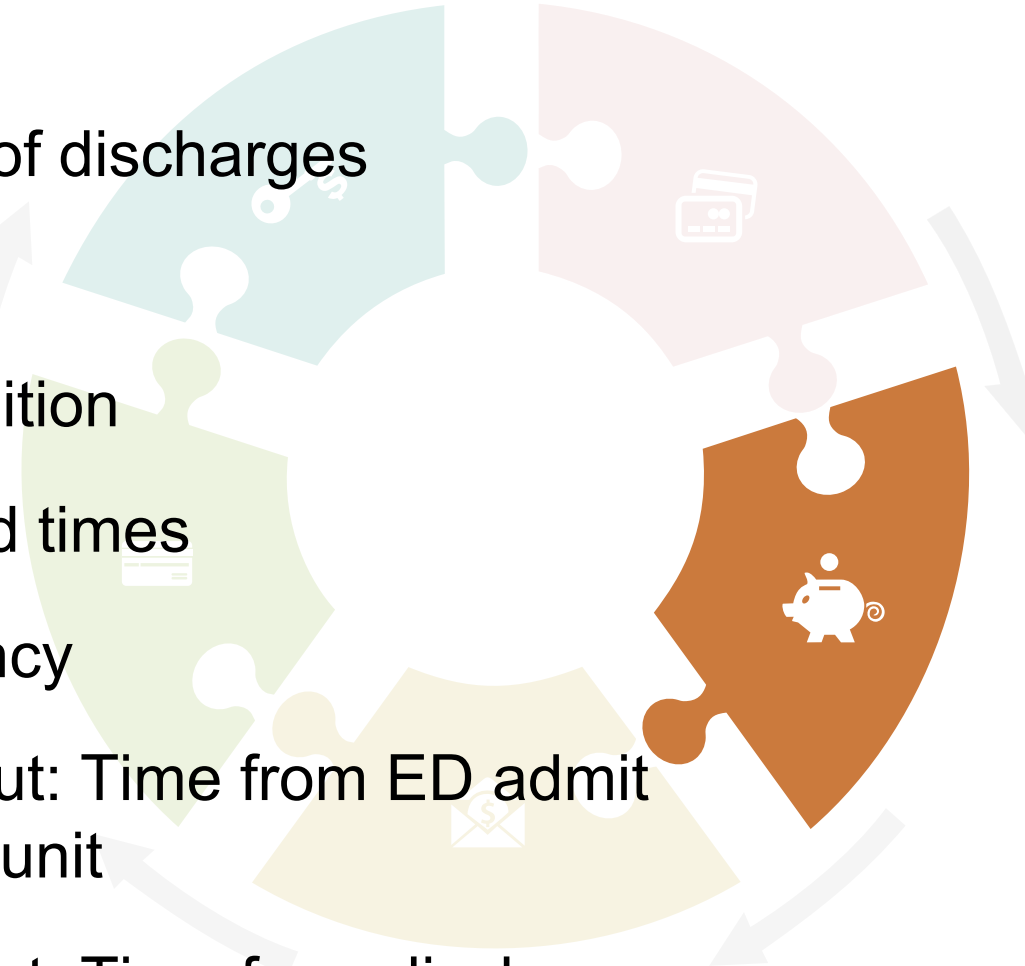 of discharges
ition
d times
ncy
ut: Time from ED admit
unit